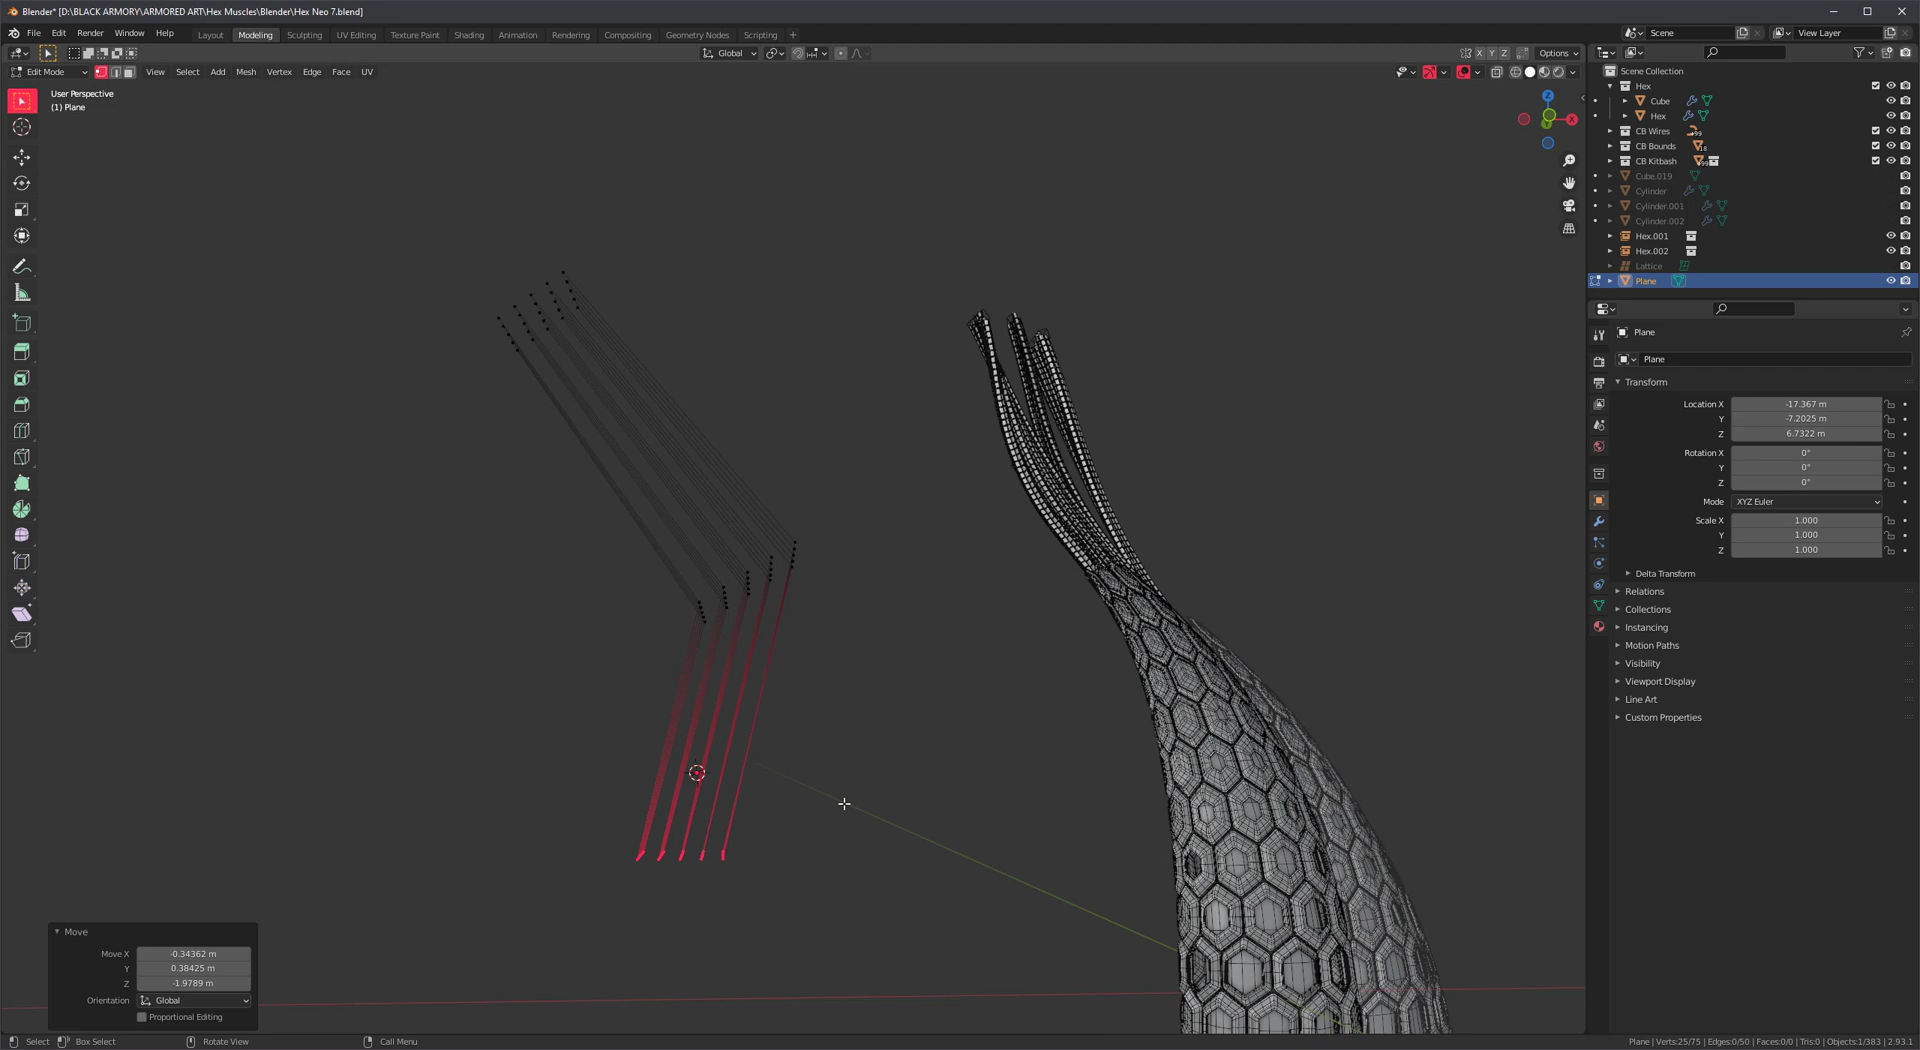 Blender* [D:\BLACK ARMORY\ARMORED ART\Hex Muscles\Blender\Hex Neo 7.blend]
File Edit Render Window Help Layout Modeling Sculpting UV Editing Texture Paint Shading Animation Rendering Compositing Geometry Nodes Scripting + Scene View Layer
Global X Y Z Options
Edit Mode View Select Add Mesh Vertex Edge Face UV
User Perspective
(1) Plane
Z
X
Y
Scene Collection
Hex
Cube
Hex
CB Wires
CB Bounds 18
CB Kitbash
Cube.019
Cylinder
Cylinder.001
Cylinder.002
Hex.001
Hex.002
Lattice
Plane
Plane
Plane
Transform
Location X -17.367 m
Y -7.2025 m
Z 6.7322 m
Rotation X 0°
Y 0°
Z 0°
Mode XYZ Euler
Scale X 1.000
Y 1.000
Z 1.000
Delta Transform
Relations
Collections
Instancing
Motion Paths
Visibility
Viewport Display
Line Art
Custom Properties
Move
Move X -0.34362 m
Y 0.38425 m
Z -1.9789 m
Orientation Global
Proportional Editing
Select Box Select Rotate View Call Menu Plane | Verts:25/75 | Edges:0/50 | Faces:0/0 | Tris:0 | Objects:1/383 | 2.93.1